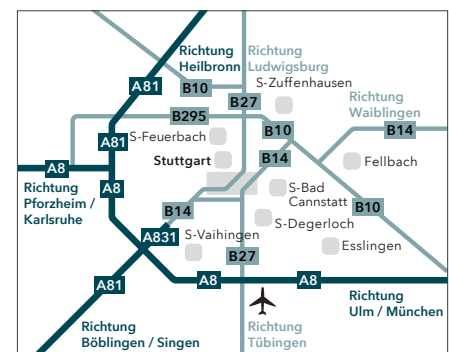 Richtung
Heilbronn
Richtung
Ludwigsburg
A81
B10
S-Zuffenhausen
B27
Richtung
Waiblingen
B295
A81
S-Feuerbach
B10
B14
Stuttgart
B14
Fellbach
A8
A8
Richtung
Pforzheim /
Karlsruhe
S-Bad
Cannstatt
B14
B10
S-Degerloch
A831
S-Vaihingen
Esslingen
B27
A81
A8
A8
Richtung
Ulm / München
Richtung
Böblingen / Singen
Richtung
Tübingen